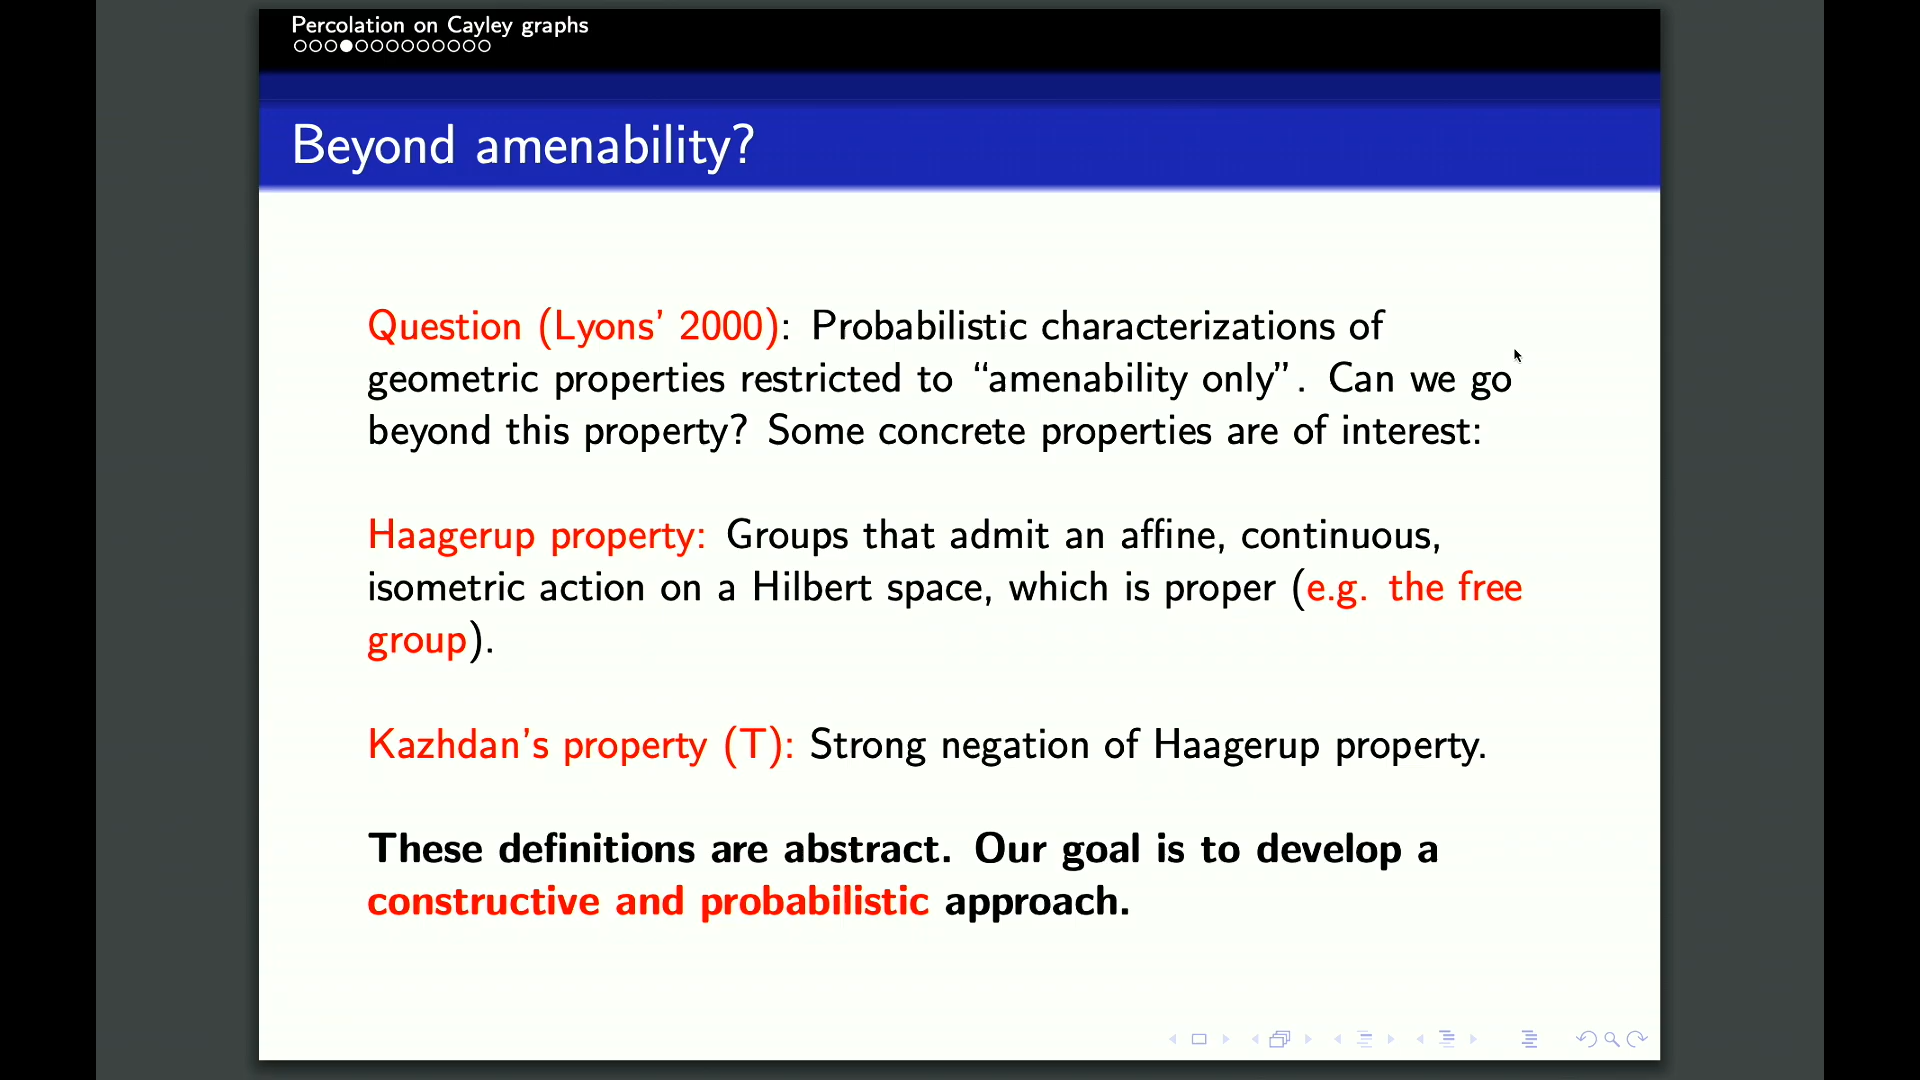 Percolation on Cayley graphs
Beyond amenability?
Question (Lyons' 2000): Probabilistic characterizations of
geometric properties restricted to “amenability only”. Can we go
beyond this property? Some concrete properties are of interest:
Haagerup property: Groups that admit an affine, continuous,
isometric action on a Hilbert space, which is proper (e.g. the free
group).
Kazhdan's property (T): Strong negation of Haagerup property.
These definitions are abstract. Our goal is to develop a
constructive and probabilistic approach.